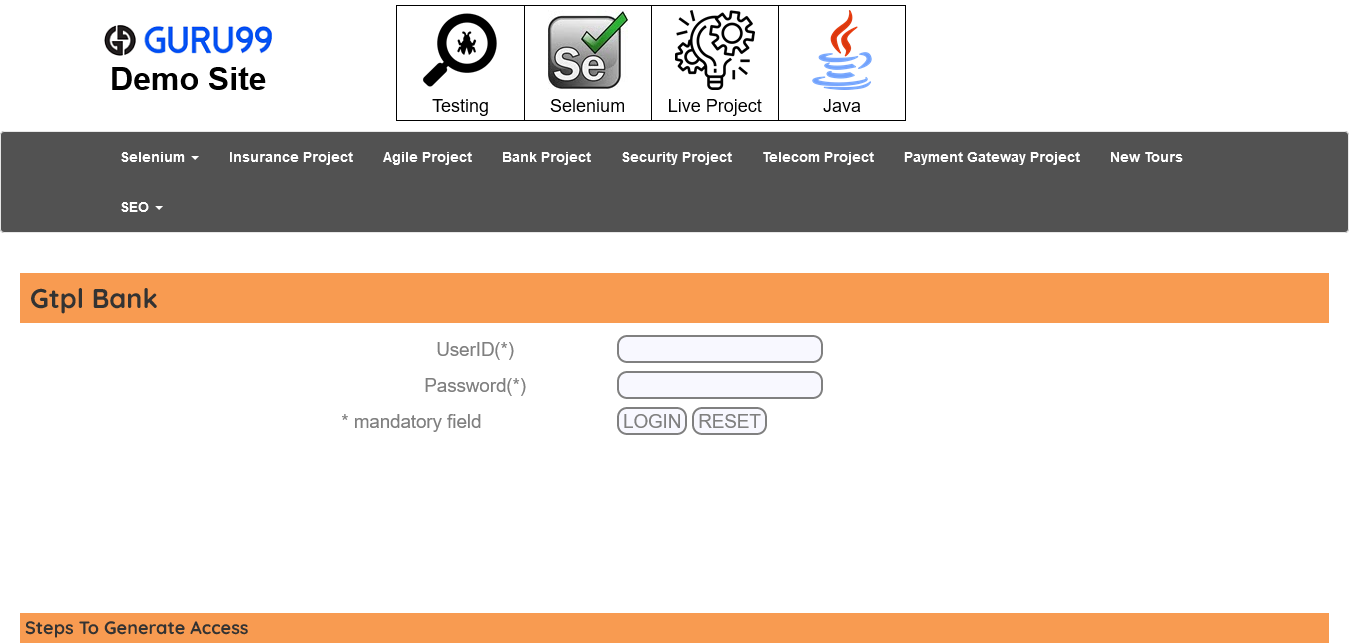 GURU99
Demo Site
Se
Testing
Selenium
Live Project
Java
Selenium
Insurance Project
Agile Project
Bank Project
Security Project
Telecom Project
Payment Gateway Project
New Tours
SEO
Gtpl Bank
UserID(*)
Password(*)
* mandatory field
LOGIN
RESET
Steps To Generate Access